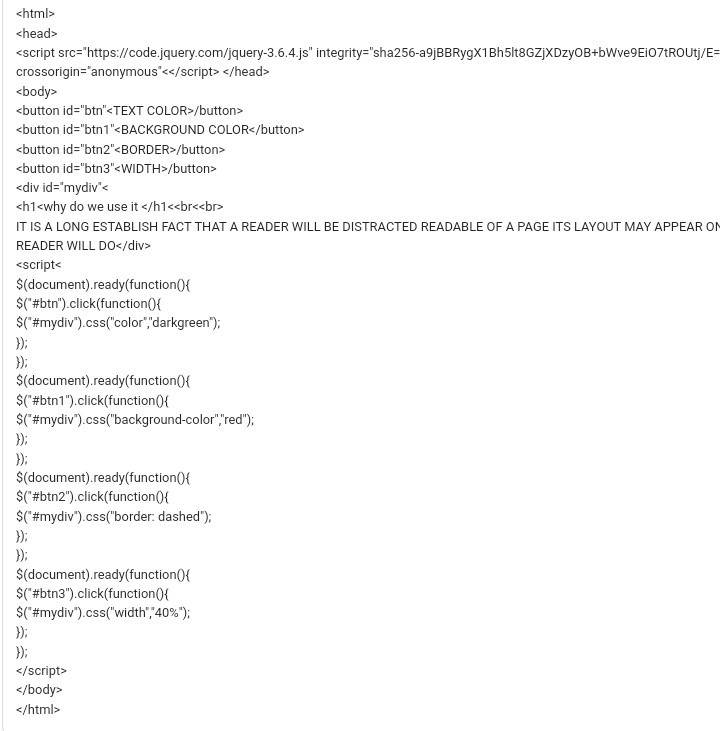 <html>
<head>
<script src="https://code.jquery.com/jquery-3.6.4.js" integrity="sha256-a9jBBRygX1Bh5lt8GZjXDzyOB+bWve9EiO7tROUtj/E=
crossorigin="anonymous"<</script> </head>
<body>
<button id="btn"<TEXT COLOR>/button>
<button id="btn1"<BACKGROUND COLOR</button>
<button id="btn2"<BORDER>/button>
<button id="btn3"<WIDTH>/button>
<div id="mydiv"<
<h1<why do we use it </h1<<br<<br>
IT IS A LONG ESTABLISH FACT THAT A READER WILL BE DISTRACTED READABLE OF A PAGE ITS LAYOUT MAY APPEAR ON
READER WILL DO</div>
<script<
$(document).ready(function(){
$("#btn").click(function(){
$("#mydiv").css("color","darkgreen");
});
});
$(document).ready(function(){
$("#btn1").click(function(){
$("#mydiv").css("background-color","red");
});
});
$(document).ready(function(){
$("#btn2").click(function(){
$("#mydiv").css("border: dashed");
});
});
$(document).ready(function(){
$("#btn3").click(function(){
$("#mydiv").css("width","40%");
});
});
</script>
</body>
</html>